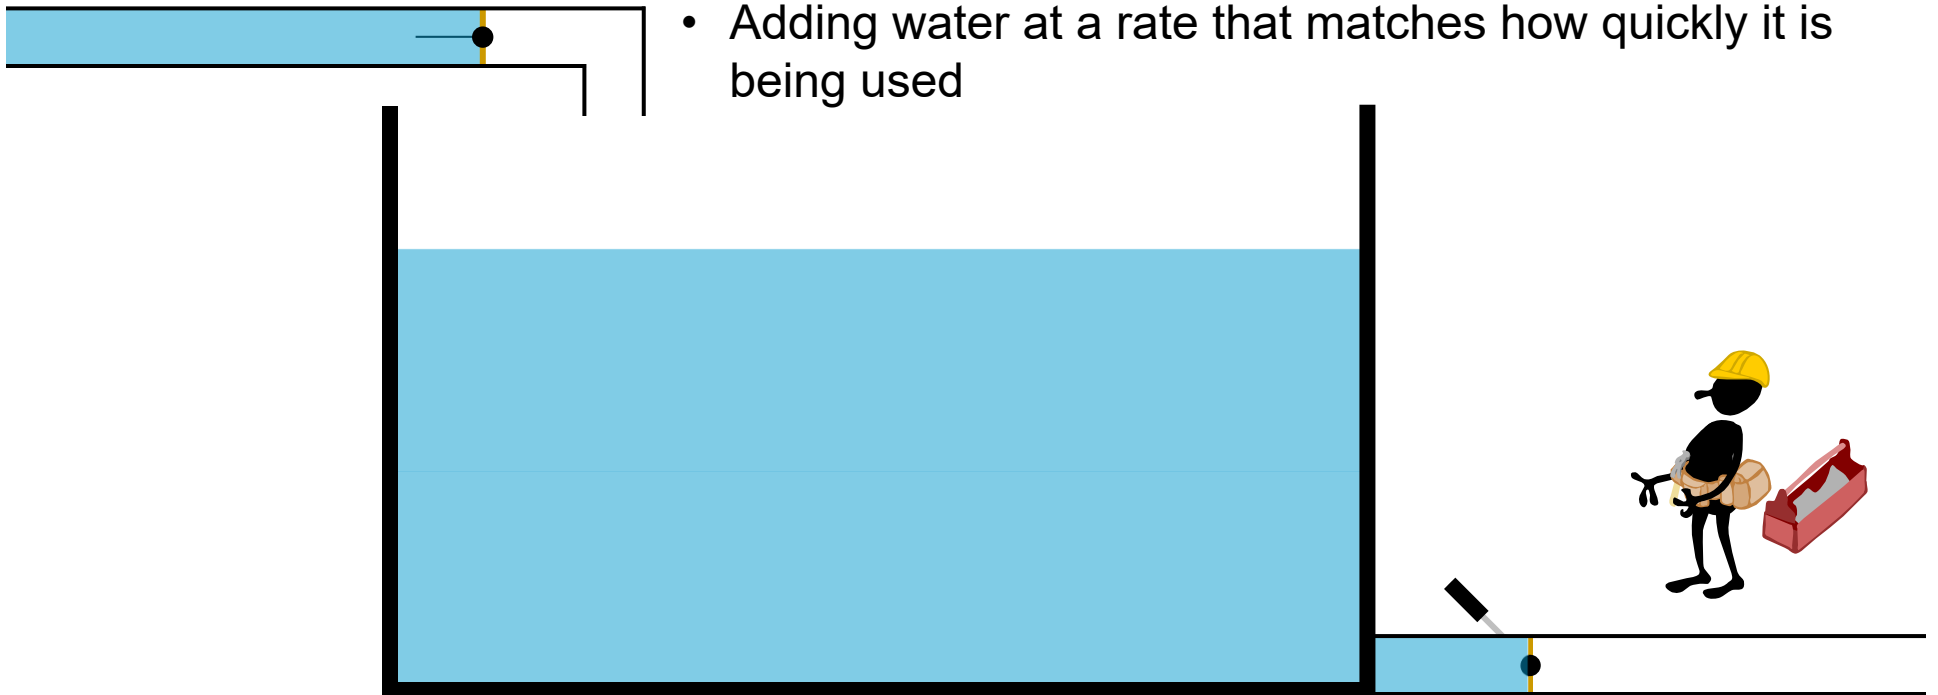 • Adding water at a rate that matches how quickly it is
being used